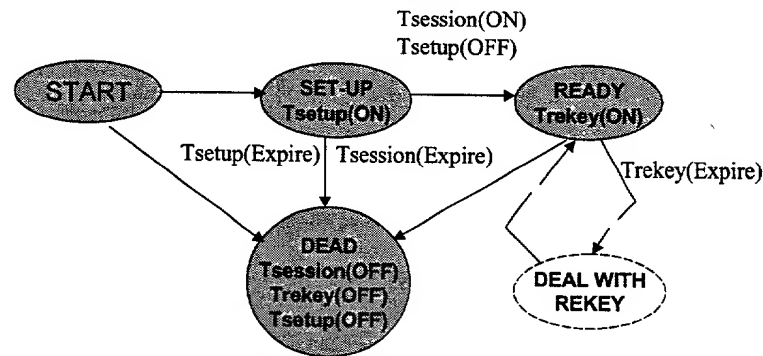 Tsession(ON)
Tsetup(OFF)
START
SET-UP
Tsetup(ON)
READY
Trekey(ON)
Tsetup(Expire)
Tsession(Expire)
Trekey(Expire)
DEAD
Tsession(OFF)
Trekey(OFF)
Tsetup(OFF)
DEAL WITH
REKEY